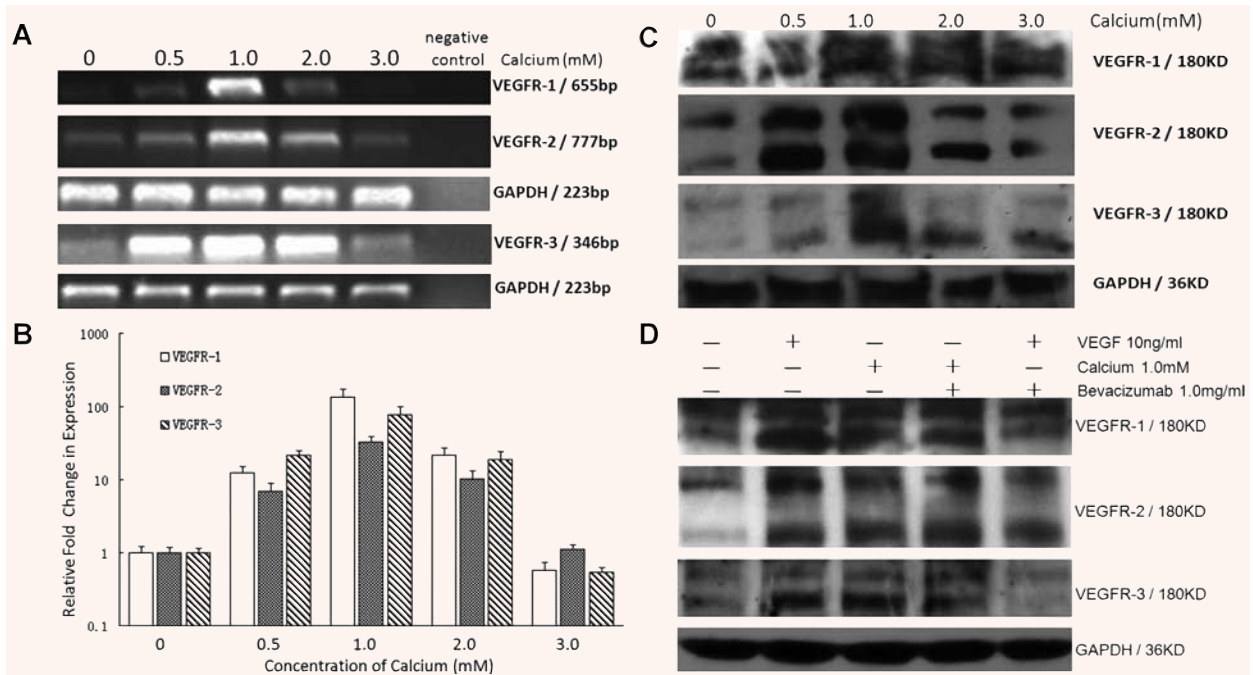 A
negative
control
0 0.5 1.0 2.0 3.0 Calcium (mM)
VEGFR-1 / 655bp
VEGFR-2 / 777bp
GAPDH / 223bp
VEGFR-3 / 346bp
GAPDH / 223bp
B
Relative Fold Change in Expression
1000
100
10
1
0.1
VEGFR-1
VEGFR-2
VEGFR-3
0 0.5 1.0 2.0 3.0
Concentration of Calcium (mM)
C
0 0.5 1.0 2.0 3.0 Calcium(mM)
VEGFR-1 / 180KD
VEGFR-2 / 180KD
VEGFR-3 / 180KD
GAPDH / 36KD
D
— + — — + VEGF 10ng/ml
— — + + — Calcium 1.0mM
— — — + + Bevacizumab 1.0mg/ml
VEGFR-1 / 180KD
VEGFR-2 / 180KD
VEGFR-3 / 180KD
GAPDH / 36KD